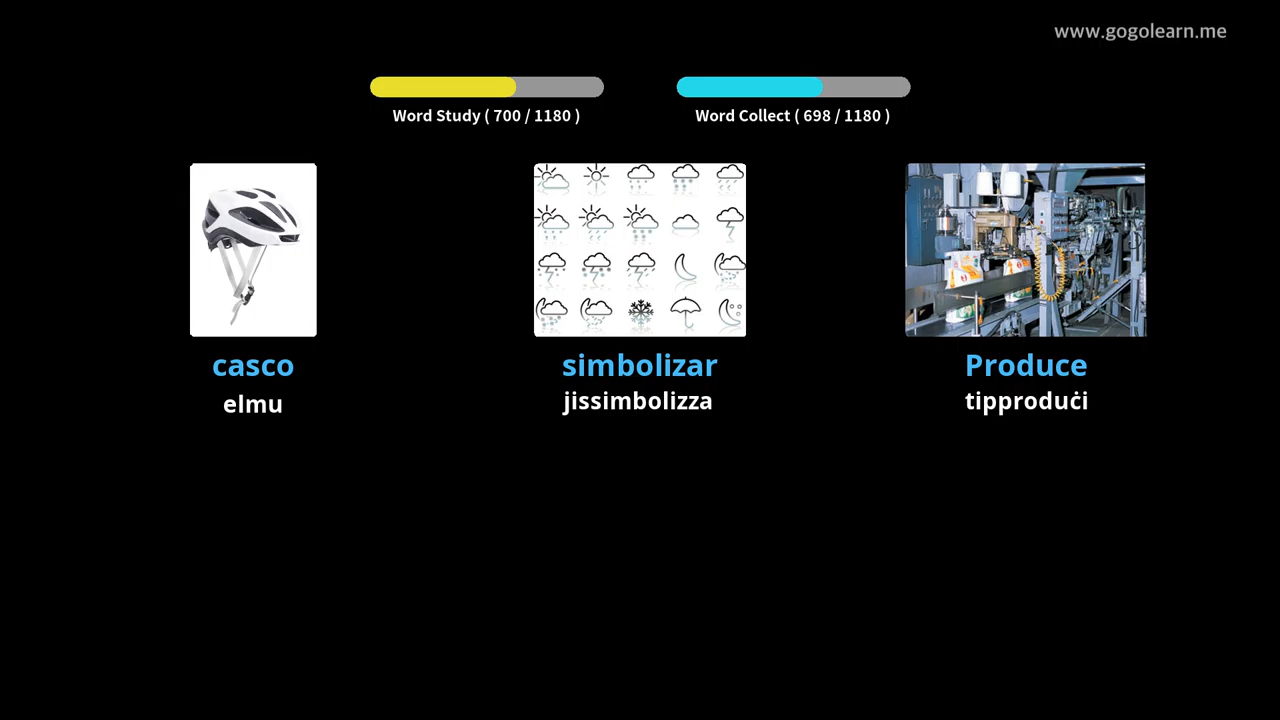 www.gogolearn.me
Word Study ( 700 / 1180 )
Word Collect ( 698 / 1180 )
casco
elmu
simbolizar
jissimbolizza
Produce
tipproduċi